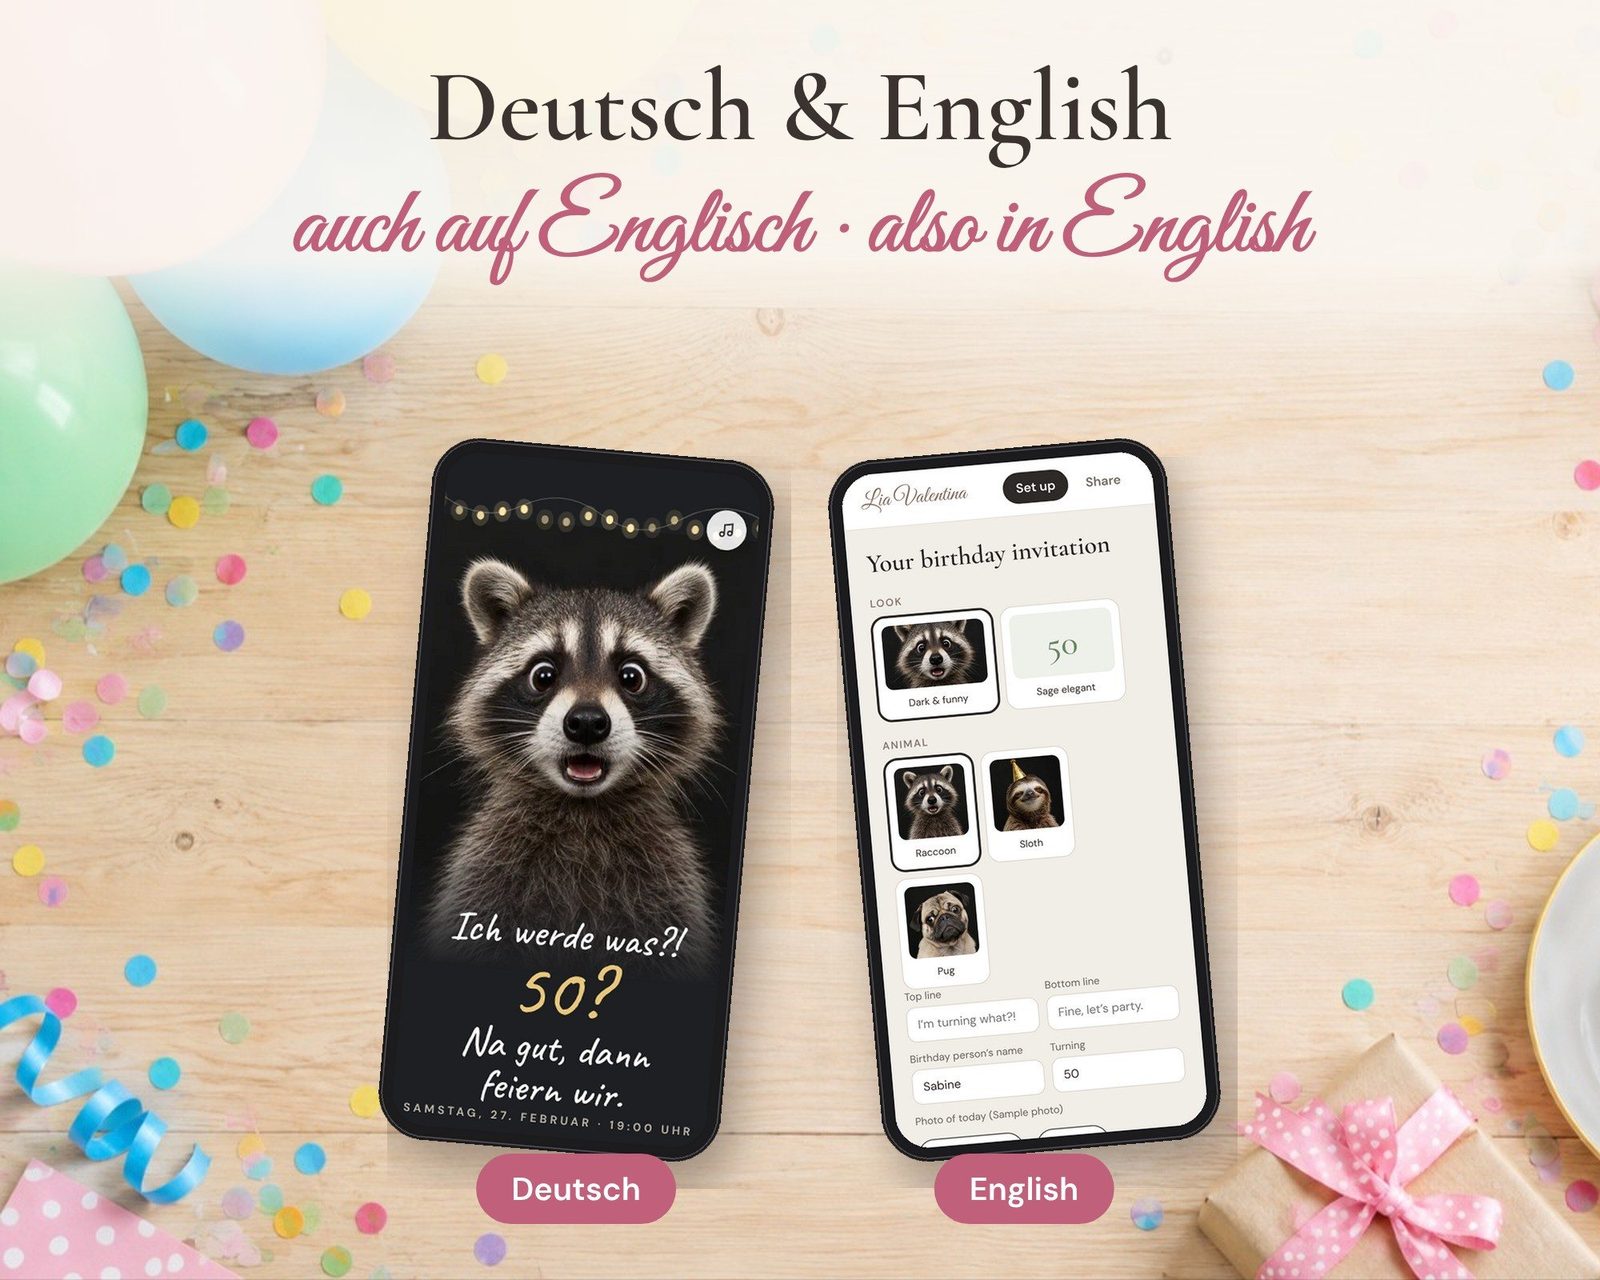 Deutsch & English
auch auf Englisch · also in English
Ich werde was?!
50?
Na gut, dann
feiern wir.
SAMSTAG, 27. FEBRUAR · 19:00 UHR
Deutsch
Lia Valentina
Set up
Share
Your birthday invitation
LOOK
50
Dark & funny
Sage elegant
ANIMAL
Raccoon
Sloth
Pug
Top line
Bottom line
I'm turning what?!
Fine, let's party.
Birthday person's name
Turning
Sabine
50
Photo of today (Sample photo)
English